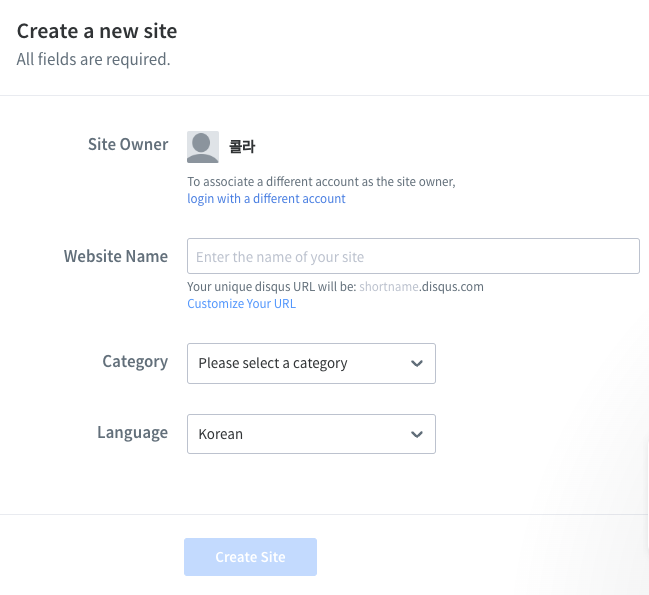 Create a new site
All fields are required.
Site Owner
콜라
To associate a different account as the site owner,
login with a different account
Website Name
Enter the name of your site
Your unique disqus URL will be: shortname.disqus.com
Customize Your URL
Category
Please select a category
Language
Korean
Create Site